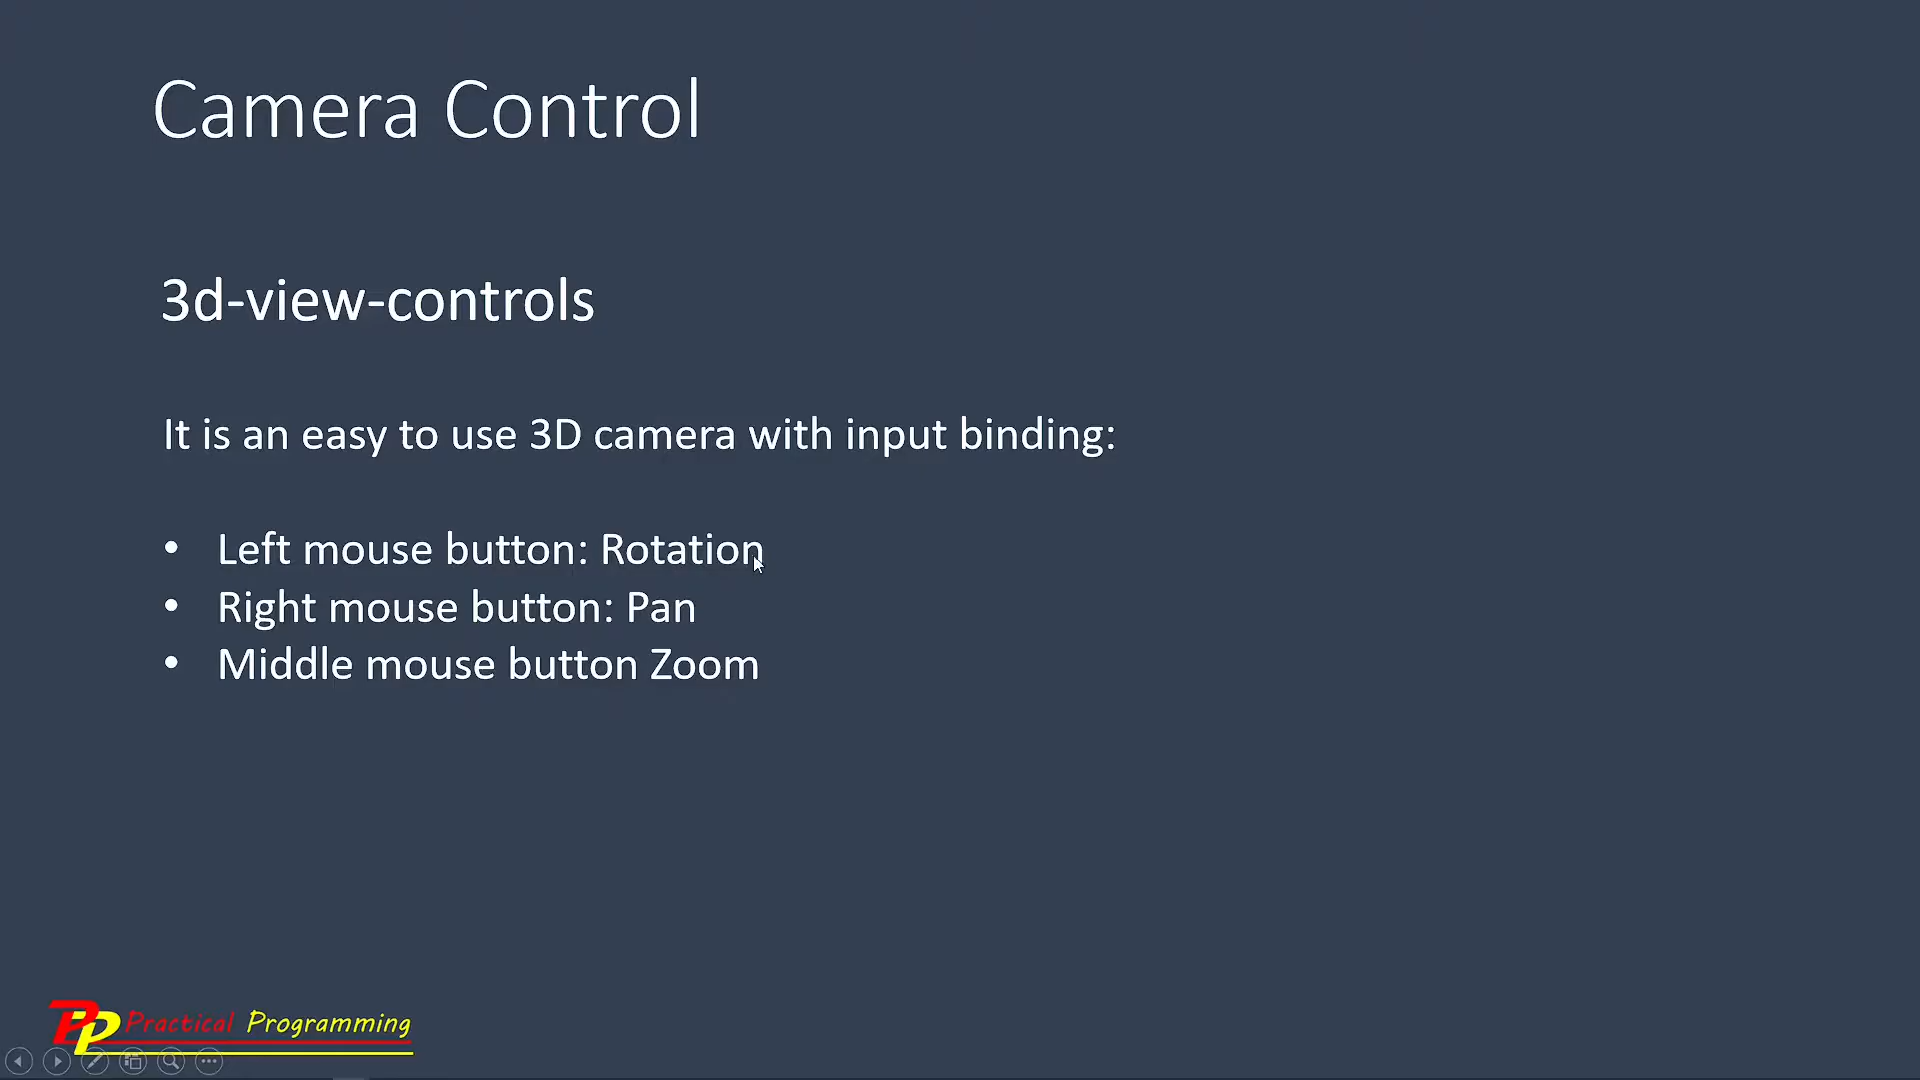 Camera Control
3d-view-controls
It is an easy to use 3D camera with input binding:
• Left mouse button: Rotation
• Right mouse button: Pan
• Middle mouse button Zoom
PP Practical Programming